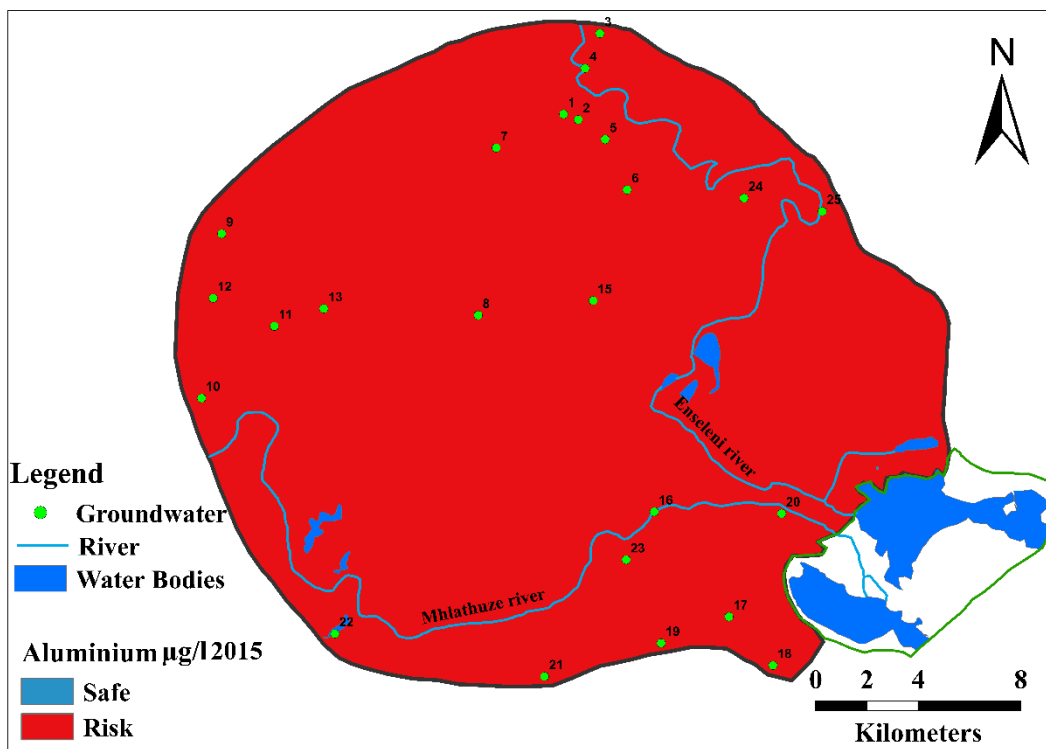 3
N
4
1
2
5
7
6
24
25
9
12
13
8
15
11
10
Enseleni river
Legend
Groundwater
16
20
River
23
Water Bodies
Mhlathuze river
17
22
19
Aluminium µg/l 2015
18
21
Safe
0 2 4 8
Risk
Kilometers